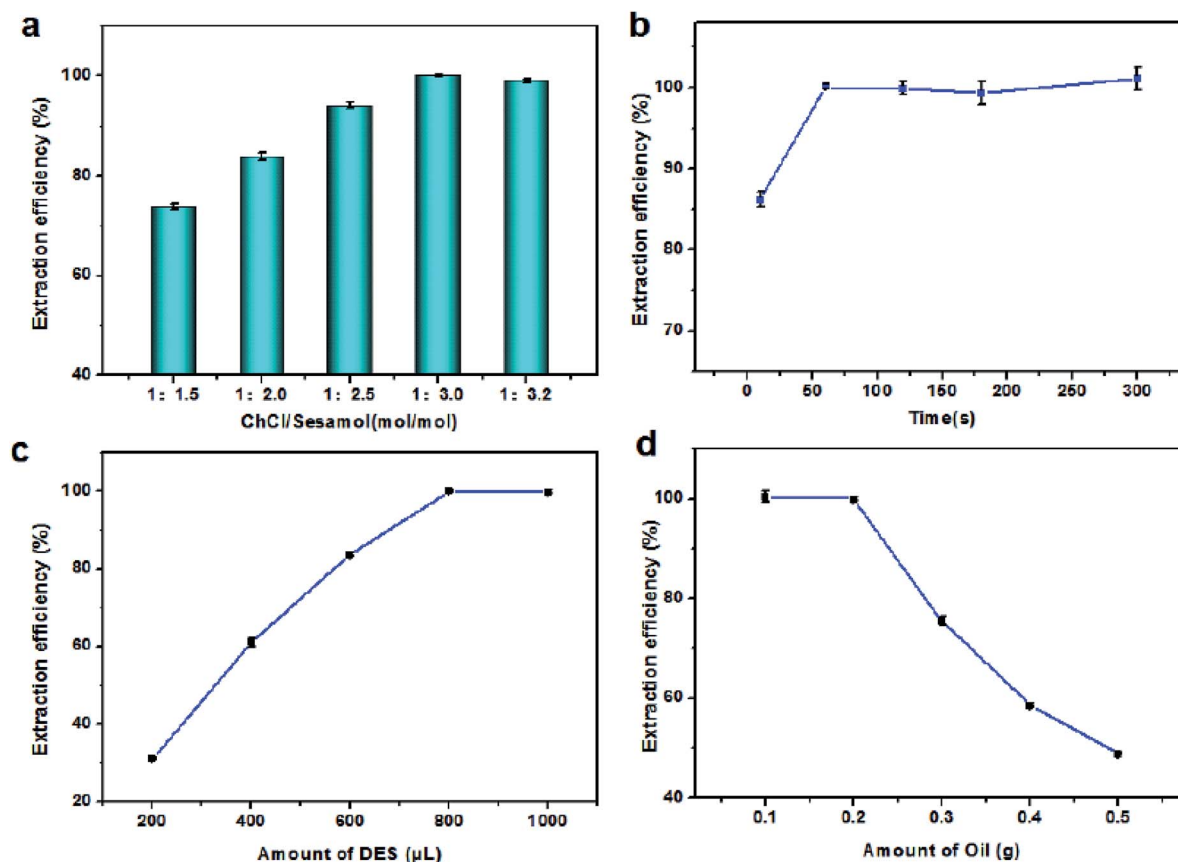 a
Extraction efficiency (%)
100
80
60
40
1：1.5 1：2.0 1：2.5 1：3.0 1：3.2
ChCl/Sesamol(mol/mol)
b
Extraction efficiency (%)
100
90
80
70
0 50 100 150 200 250 300
Time(s)
c
Extraction efficiency (%)
100
80
60
40
20
200 400 600 800 1000
Amount of DES (μL)
d
Extraction efficiency (%)
100
80
60
40
0.1 0.2 0.3 0.4 0.5
Amount of Oil (g)